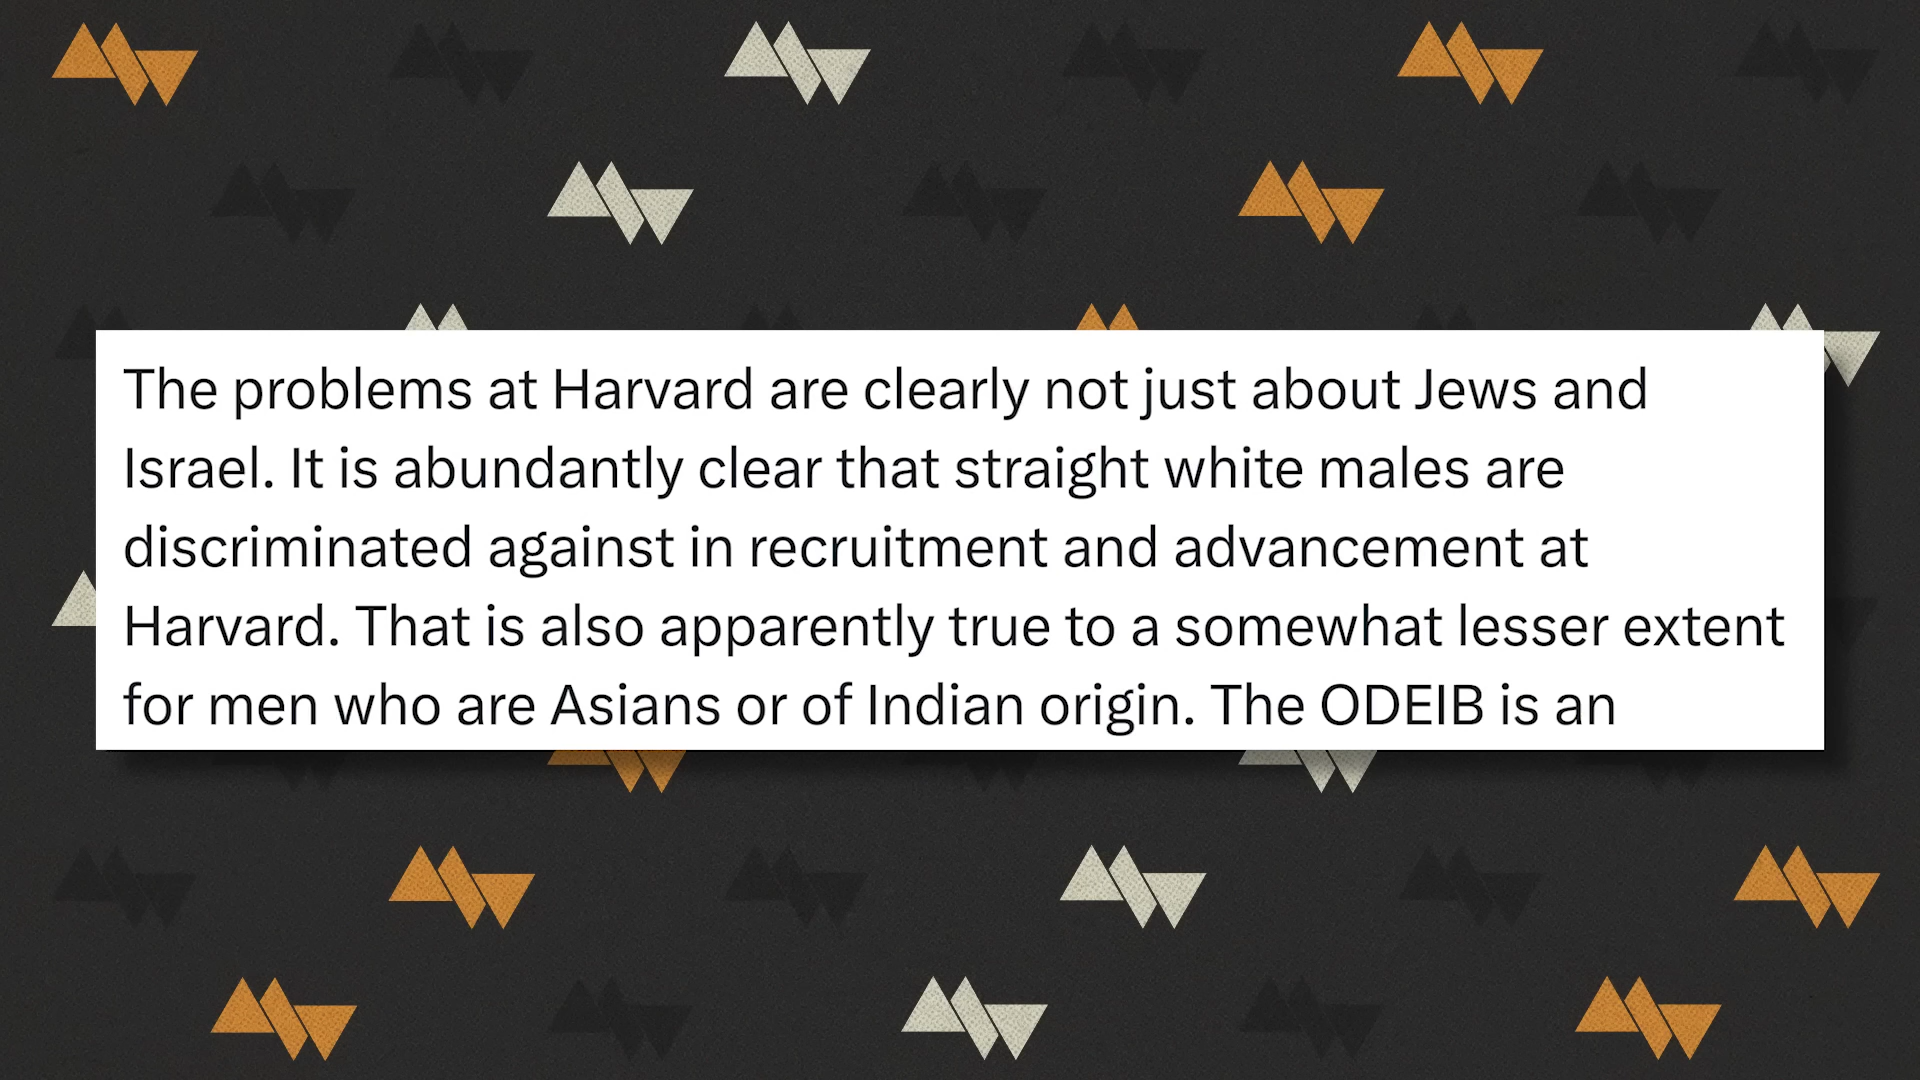 The problems at Harvard are clearly not just about Jews and
Israel. It is abundantly clear that straight white males are
discriminated against in recruitment and advancement at
Harvard. That is also apparently true to a somewhat lesser extent
for men who are Asians or of Indian origin. The ODEIB is an